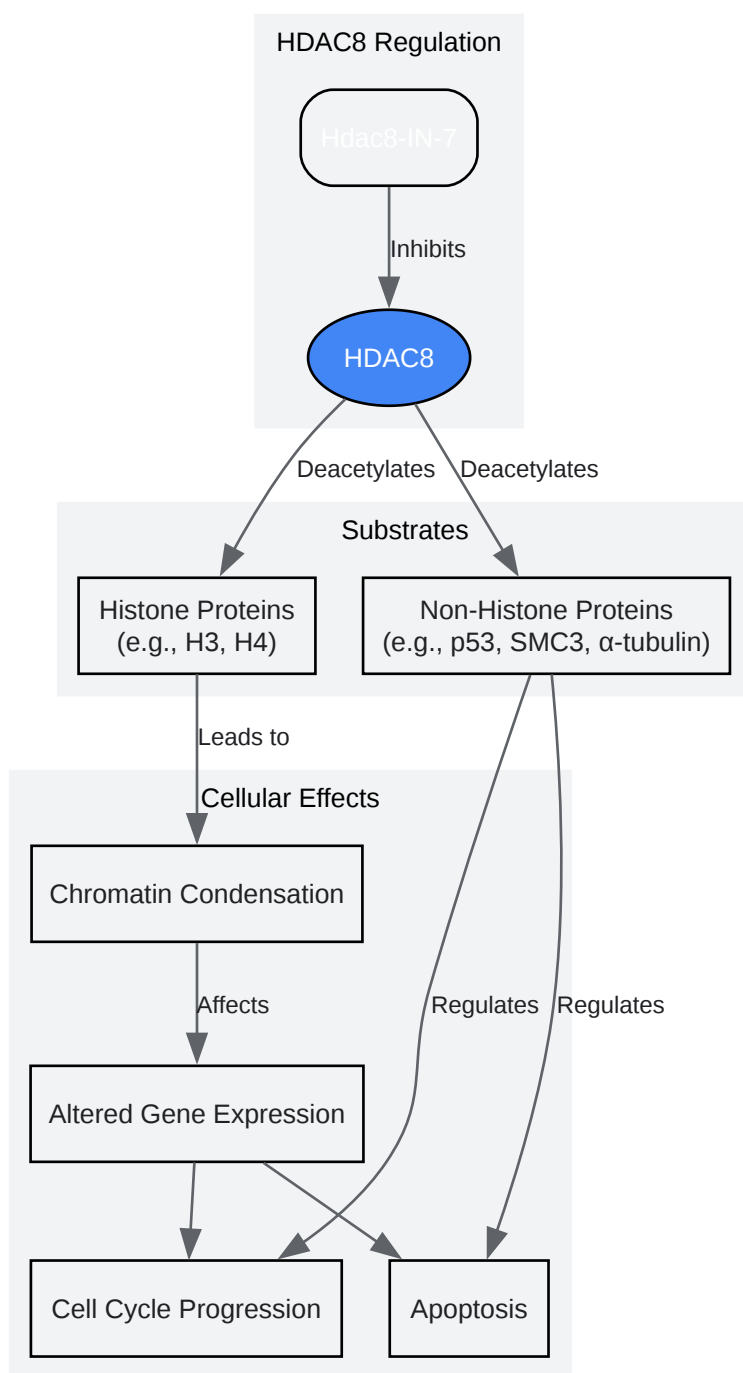 HDAC8 Regulation
Hdac8-IN-7
Inhibits
HDAC8
Deacetylates
Deacetylates
Substrates
Histone Proteins
(e.g., H3, H4)
Non-Histone Proteins
(e.g., p53, SMC3, α-tubulin)
Leads to
Cellular Effects
Chromatin Condensation
Affects
Regulates
Regulates
Altered Gene Expression
Cell Cycle Progression
Apoptosis